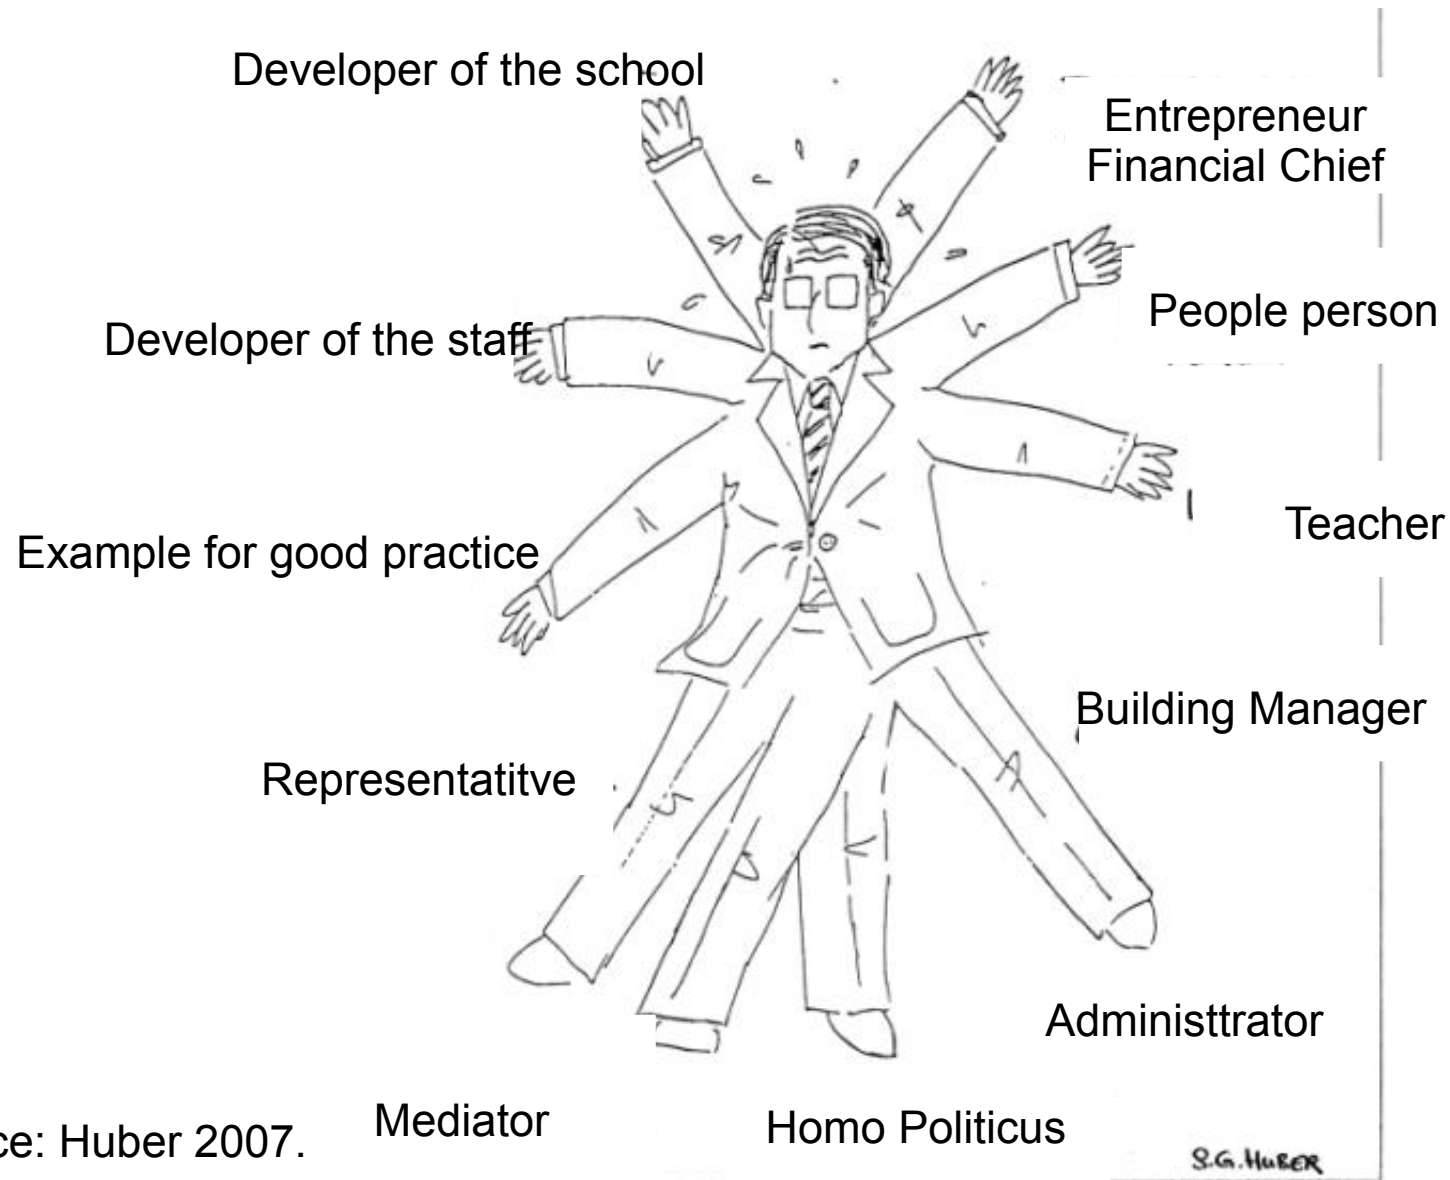 Developer of the school
Entrepreneur
Financial Chief
People person
Developer of the staff
Teacher
Example for good practice
Building Manager
Representatitve
Administtrator
Mediator
Homo Politicus
ce: Huber 2007.
S.G. HUBER